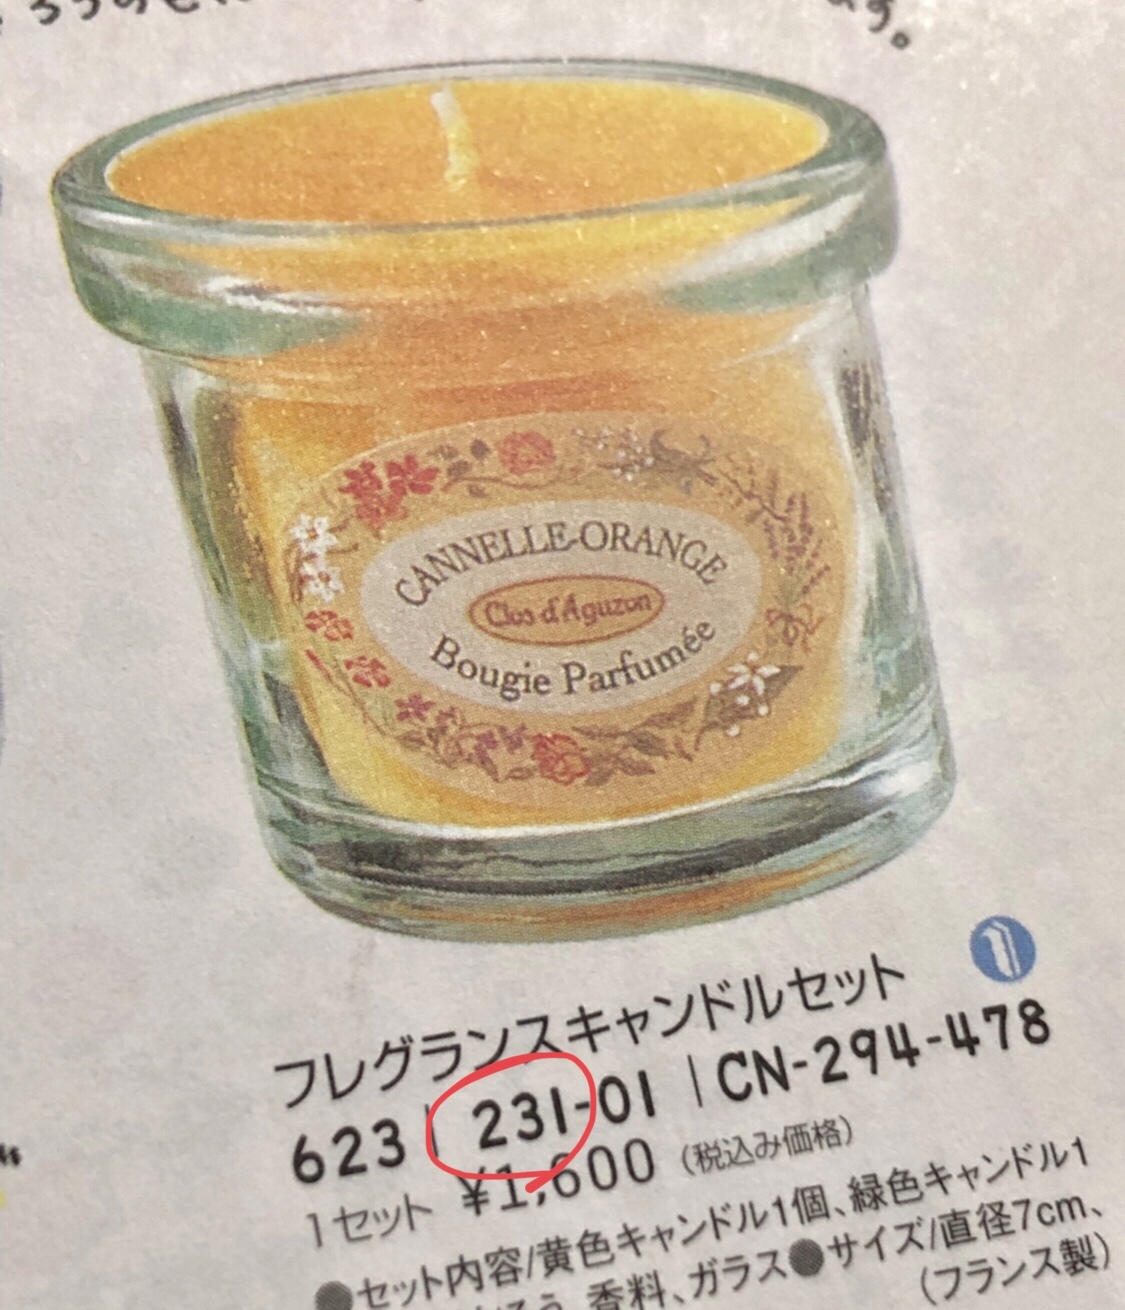 CANNELLE-ORANGE
Clos d'Aguzon
Bougie Parfumée
フレグランスキャンドルセット
623 | 231-01 | CN-294-478
1セット ¥1,600 (税込み価格)
●セット内容/黄色キャンドル1個、緑色キャンドル1
香料、ガラス●サイズ/直径7cm、
(フランス製)